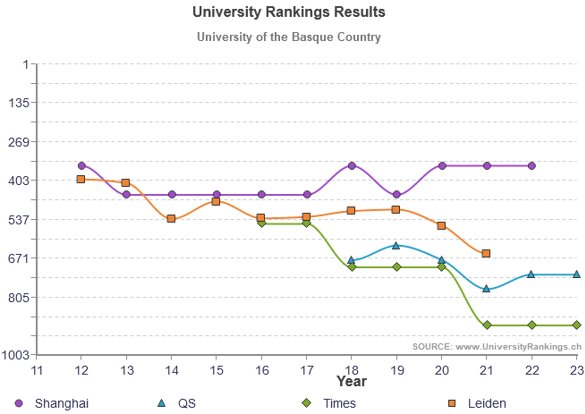 University Rankings Results
University of the Basque Country
1
135
269
403
537
671
805
1003
SOURCE: www.UniversityRankings.ch
11 12 13 14 15 16 17 18 19 20 21 22 23
Year
Shanghai QS Times Leiden